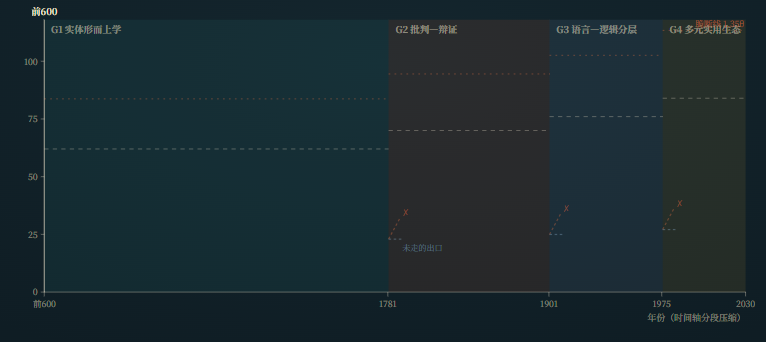 前600
G1 实体形而上学
G2 批判—辩证
G3 语言—逻辑分层
G4 多元实用生态
100
75
50
25
0
X
X
X
未走的出口
前600
1781
1901
1975
2030
年份（时间轴分段压缩）